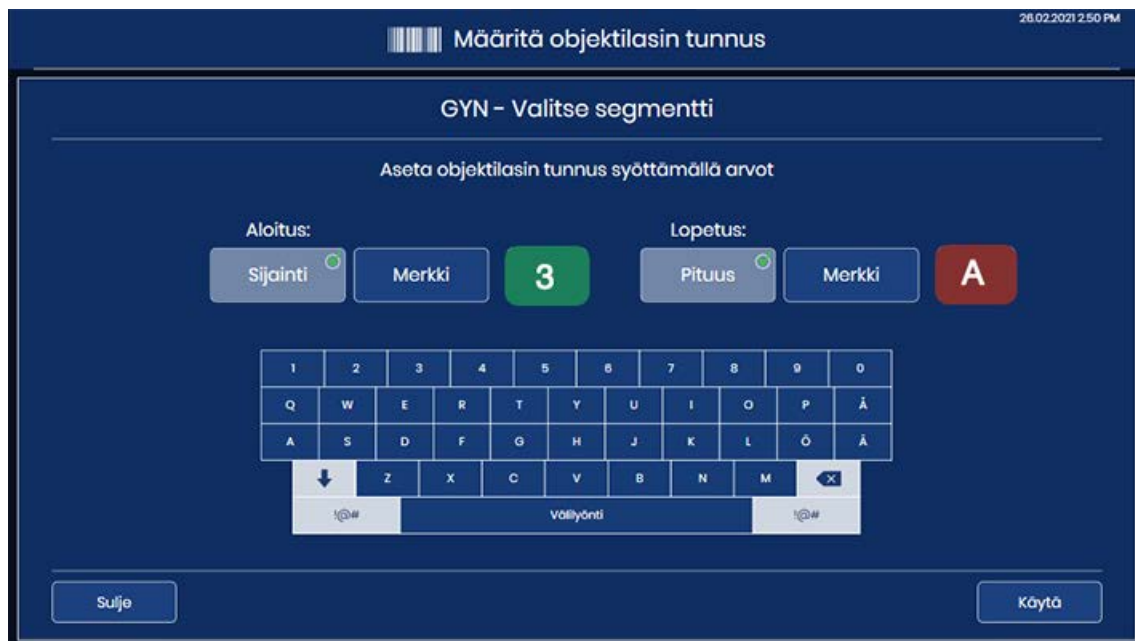 26.02.2021 2:50 PM
Määritä objektilasin tunnus
GYN - Valitse segmentti
Aseta objektilasin tunnus syöttämällä arvot
Aloitus: Lopetus:
Sijainti Merkki 3 Pituus Merkki A
1 2 3 4 5 6 7 8 9 0
Q W E R T Y U I O P Å
A S D F G H J K L Ö Ä
Z X C V B N M
!@# Välilyönti !@#
Sulje Käytä